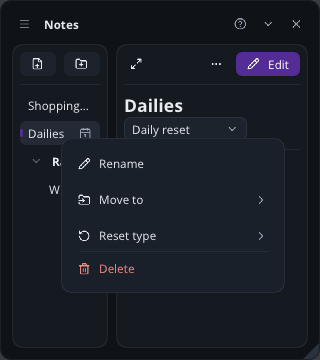 Notes
Edit
Shopping...
Dailies
Dailies
Daily reset
Rename
Move to
Reset type
Delete